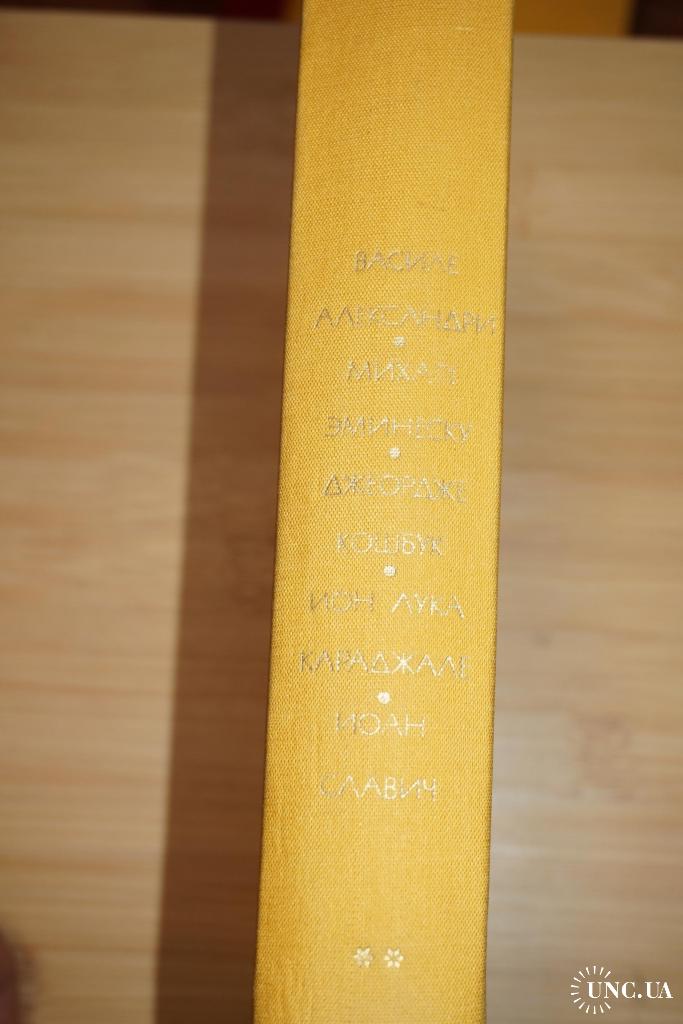 ВАСИЛЕ
АЛЕКСАНДРИ
МИХАЙ
ЭМИНЕСКУ
ДЖЕОРДЖЕ
КОШБУК
ИОН ЛУКА
КАРАДЖАЛЕ
ИОАН
СЛАВИЧ
UNC.UA